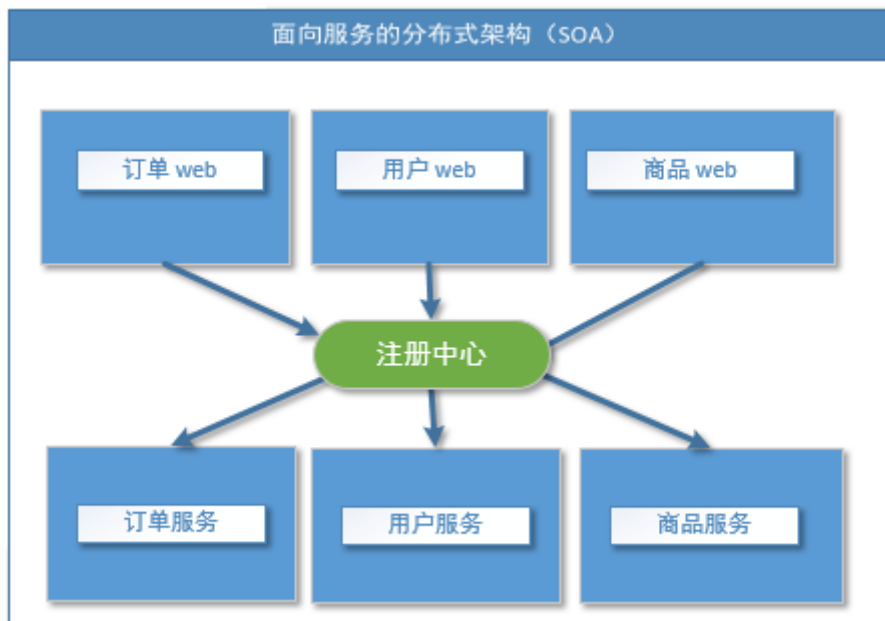 面向服务的分布式架构（SOA）
订单 web
用户 web
商品 web
注册中心
订单服务
用户服务
商品服务